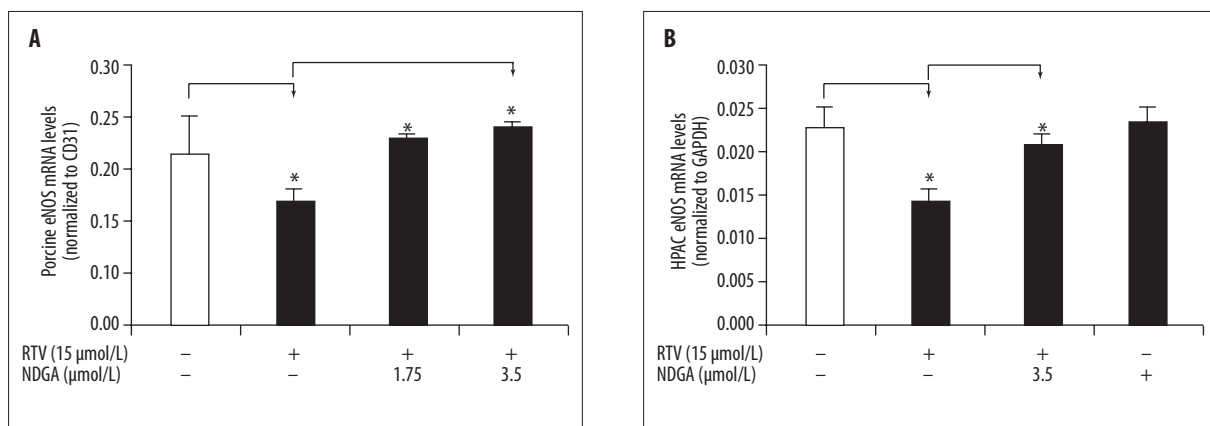 A
Porcine eNOS mRNA levels
(normalized to CD31)
0.30
0.25
0.20
0.15
0.10
0.00
*
*
*
RTV (15 µmol/L) – + + +
NDGA (µmol/L) – – 1.75 3.5
B
HPAC eNOS mRNA levels
(normalized to GAPDH)
0.030
0.025
0.020
0.015
0.010
0.005
0.000
*
*
RTV (15 µmol/L) – + + –
NDGA (µmol/L) – – 3.5 +